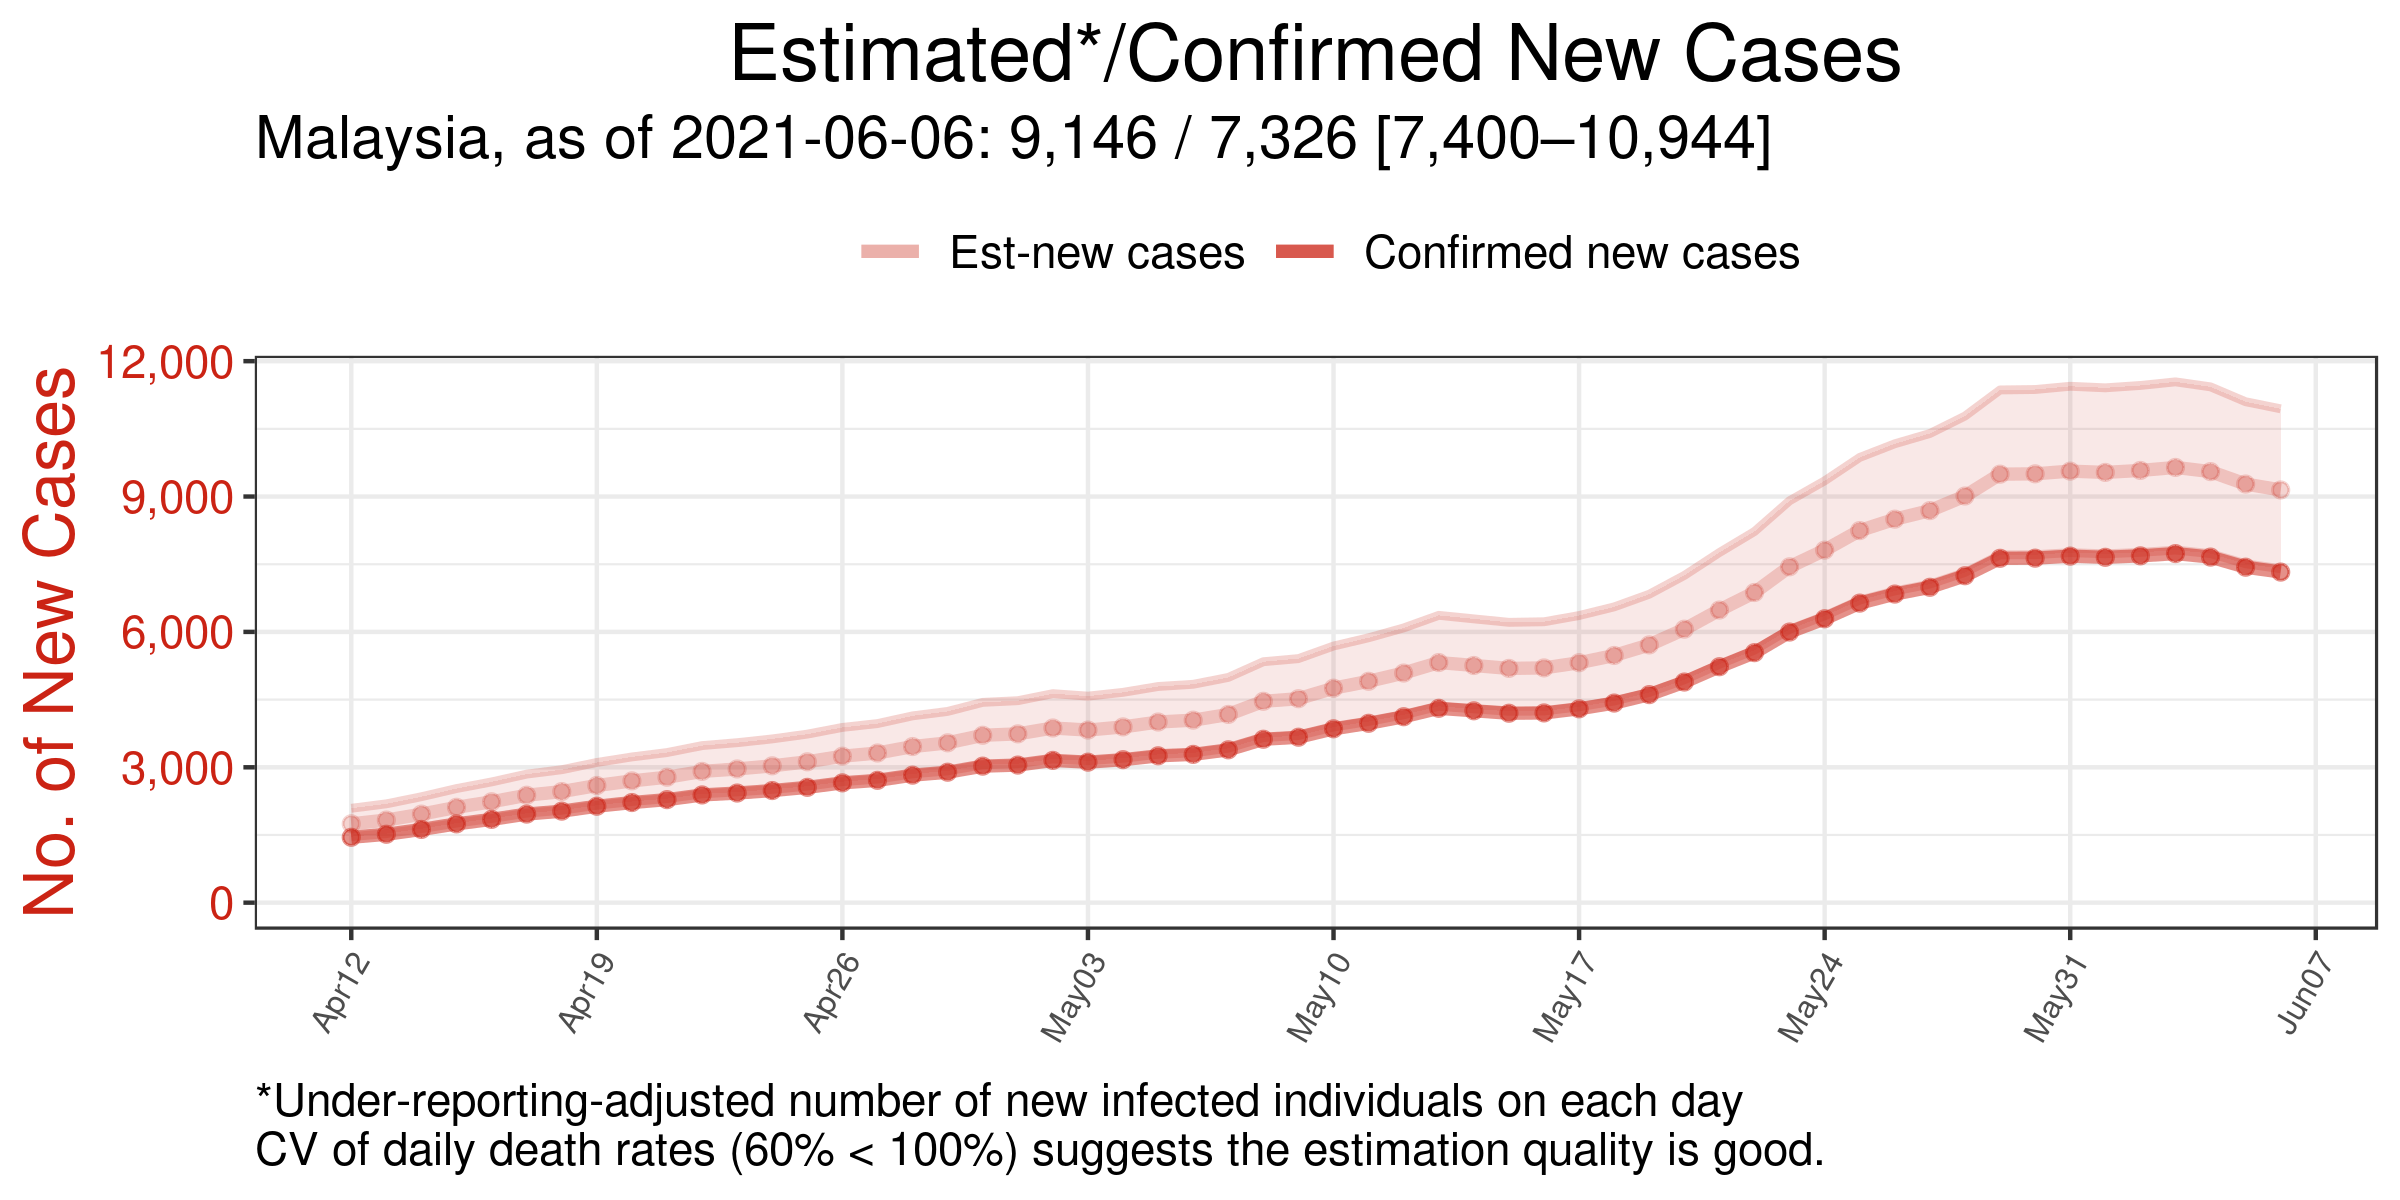 Estimated*/Confirmed New Cases
Malaysia, as of 2021-06-06: 9,146 / 7,326 [7,400–10,944]
Est-new cases
Confirmed new cases
No. of New Cases
12,000
9,000
6,000
3,000
0
Apr12
Apr19
Apr26
May03
May10
May17
May24
May31
Jun07
*Under-reporting-adjusted number of new infected individuals on each day
CV of daily death rates (60% < 100%) suggests the estimation quality is good.